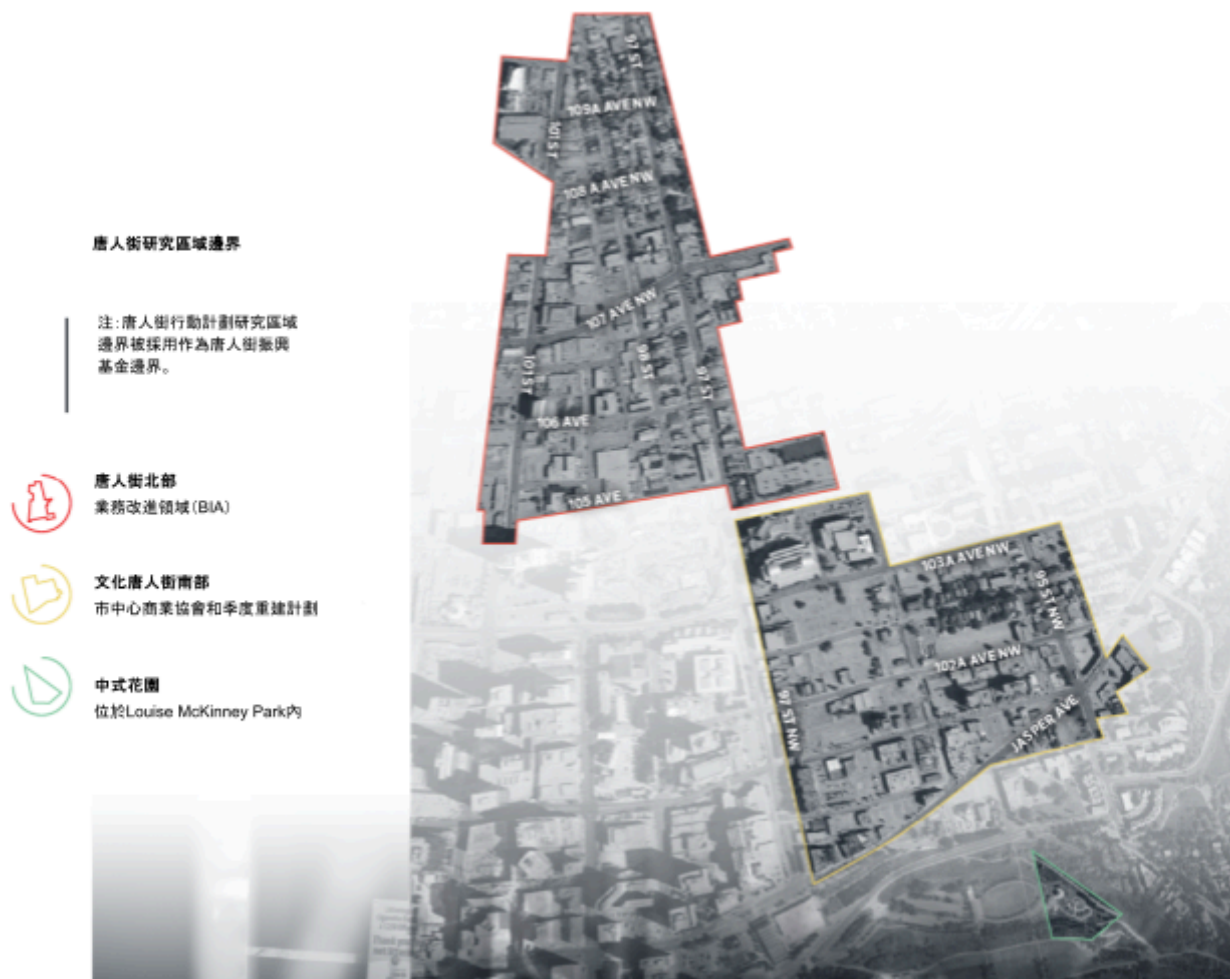 唐人街研究區域邊界
注:唐人街行動計劃研究區域
邊界被採用作為唐人街振興
基金邊界。
唐人街北部
業務改進領域(BIA)
文化唐人街南部
市中心商業協會和季度重建計劃
中式花園
位於Louise McKinney Park內
97 ST
109A AVE NW
101 ST
108 A AVE NW
107 AVE NW
101 ST
98 ST
97 ST
106 AVE
105 AVE
103A AVE NW
95 ST NW
102A AVE NW
97 ST NW
JASPER AVE